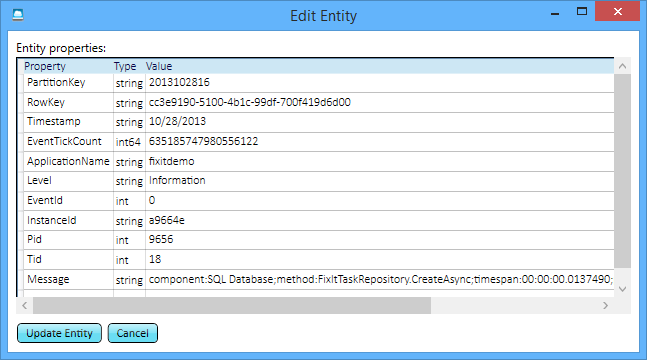 Edit Entity
Entity properties:
Property Type Value
PartitionKey string 2013102816
RowKey string cc3e9190-5100-4b1c-99df-700f419d6d00
Timestamp string 10/28/2013
EventTickCount int64 635185747980556122
ApplicationName string fixitdemo
Level string Information
EventId int 0
InstanceId string a9664e
Pid int 9656
Tid int 18
Message string component:SQL Database;method:FixItTaskRepository.CreateAsync;timespan:00:00:00.0137490;
Update Entity Cancel